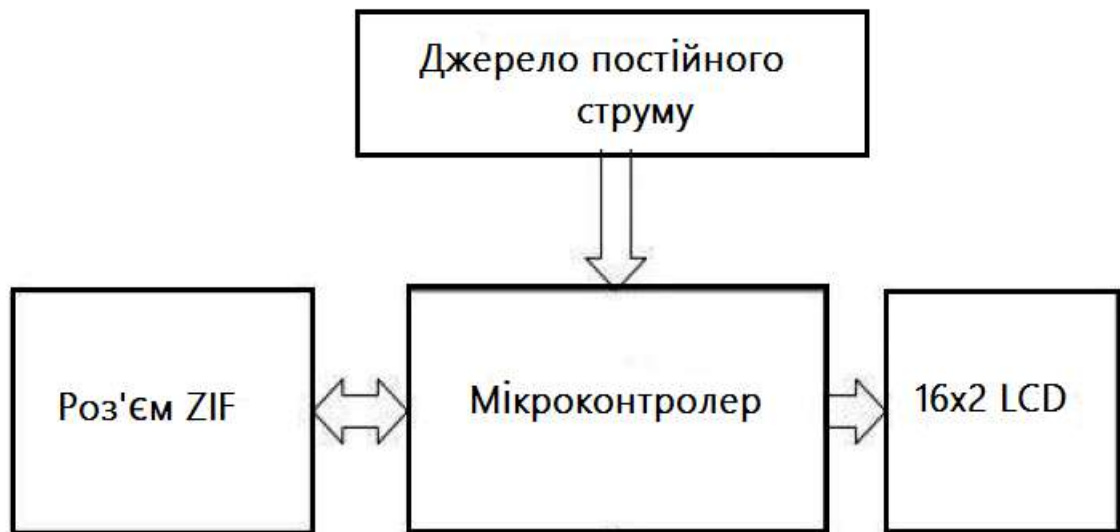 Джерело постійного
струму
Роз'єм ZIF
Мікроконтролер
16x2 LCD